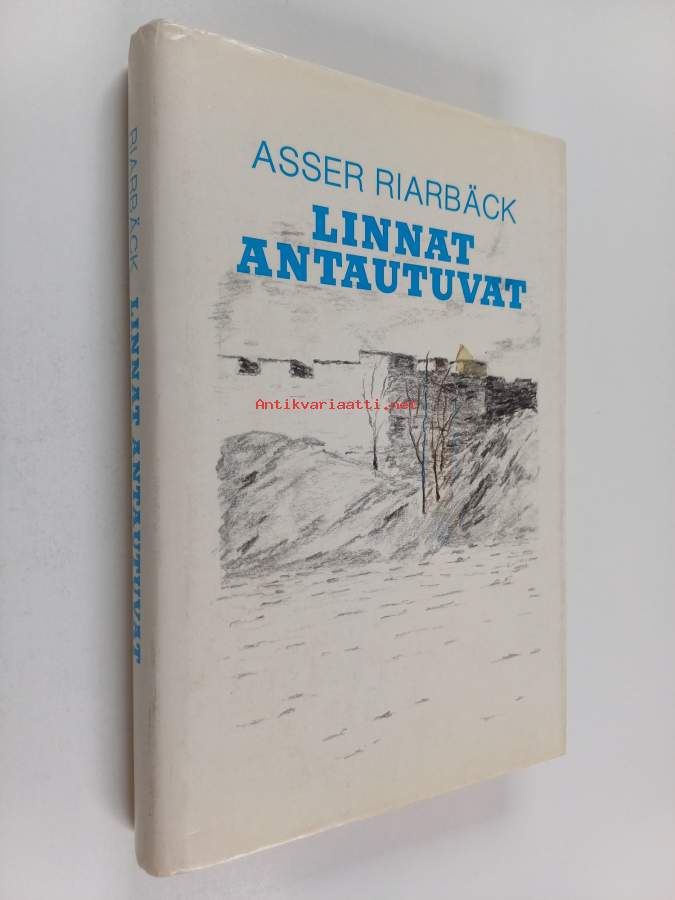 ASSER RIARBÄCK
LINNAT
ANTAUTUVAT
Antikvariaatti.net
RIARBÄCK LINNAT ANTAUTUVAT